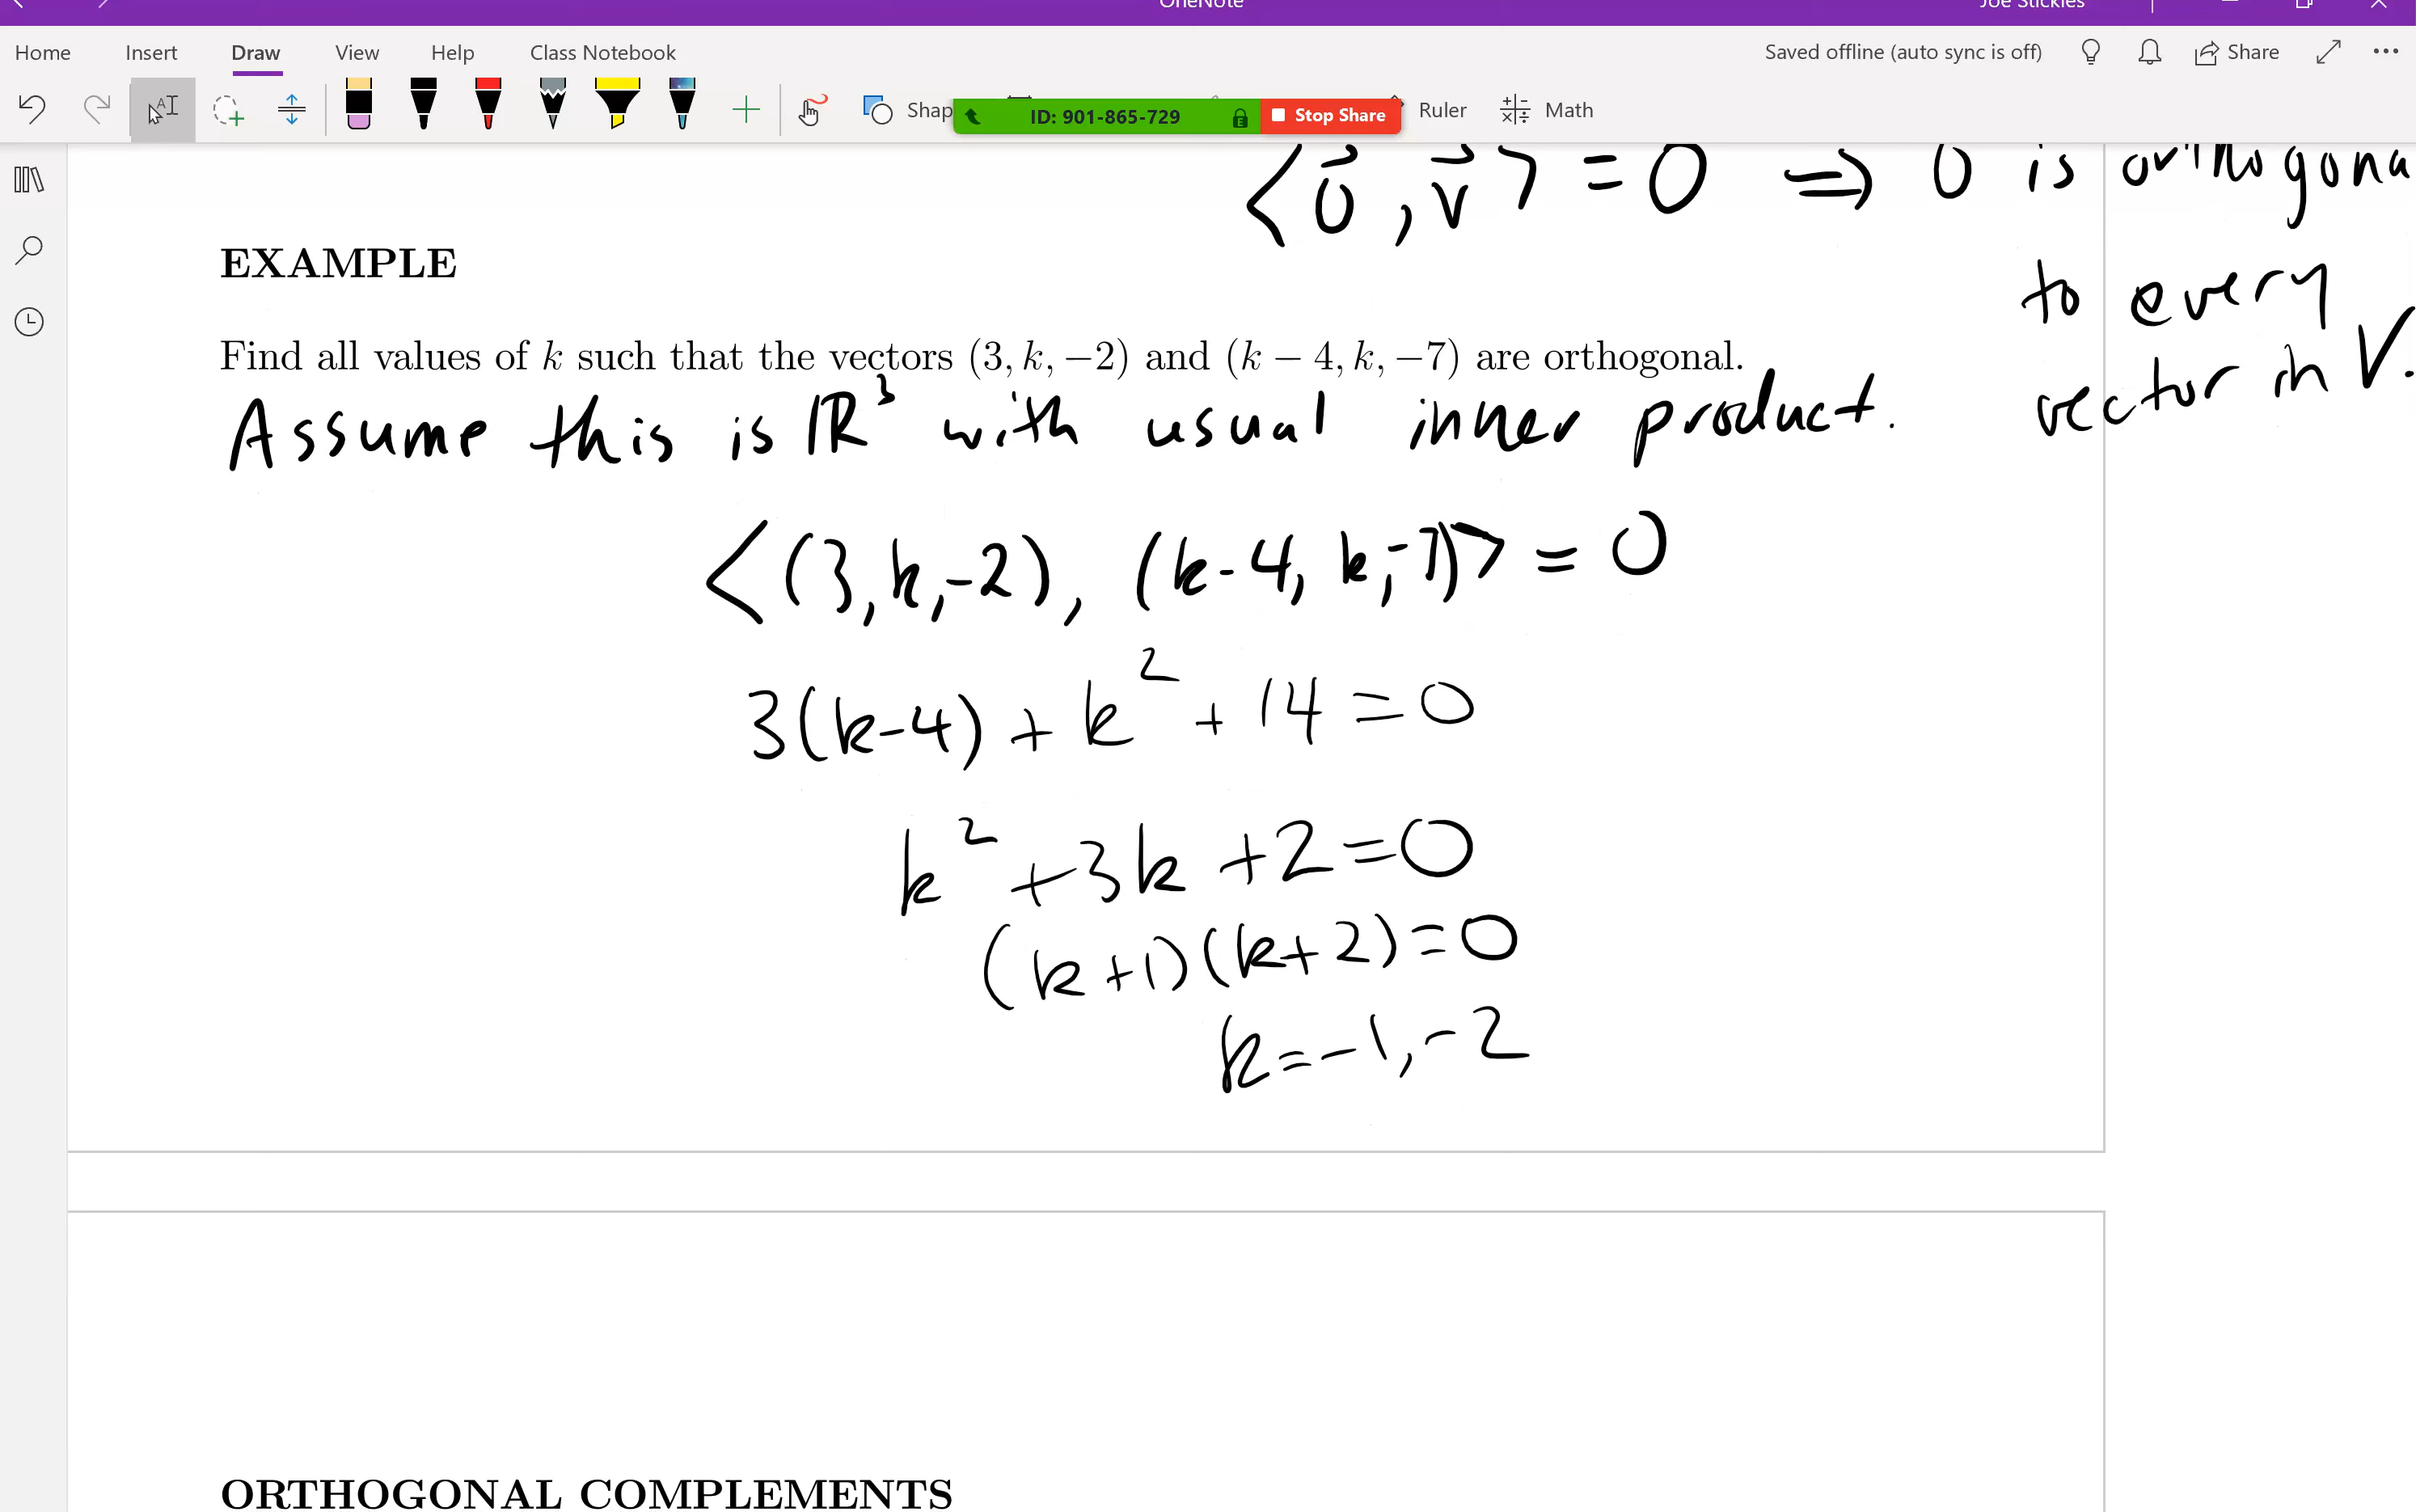 OneNote
Joe Stickles
Home Insert Draw View Help Class Notebook
Saved offline (auto sync is off) Share
Shap
ID: 901-865-729 Stop Share
Ruler Math
<0⃗, v⃗> = 0 ⇒ 0 is orthogona
to every
vector in V.
EXAMPLE
Find all values of k such that the vectors (3, k, −2) and (k − 4, k, −7) are orthogonal.
Assume this is ℝ³ with usual inner product.
<(3, k, -2), (k-4, k, -7)> = 0
3(k-4) + k² + 14 = 0
k² + 3k + 2 = 0
(k+1)(k+2) = 0
k = -1, -2
ORTHOGONAL COMPLEMENTS